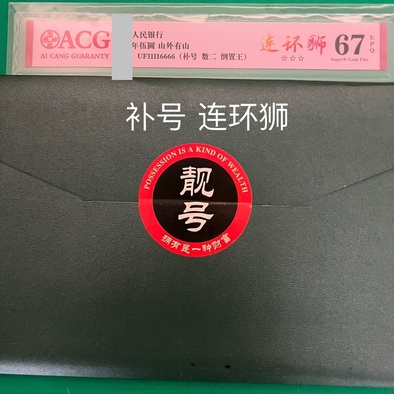 ACG
AI CANG GUARANTY
人民银行
年伍圆 山外有山
UF11116666（补号 数二 倒置王）
连环狮
☆☆☆
67
EPQ
Superb Gem Unc
补号 连环狮
POSSESSION IS A KIND OF WEALTH
靓号
拥有是一种财富